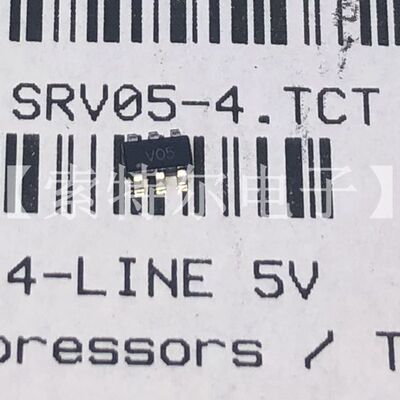 SRV05-4.TCT
V05
【索特尔电子】
4-LINE 5V
pressors / T